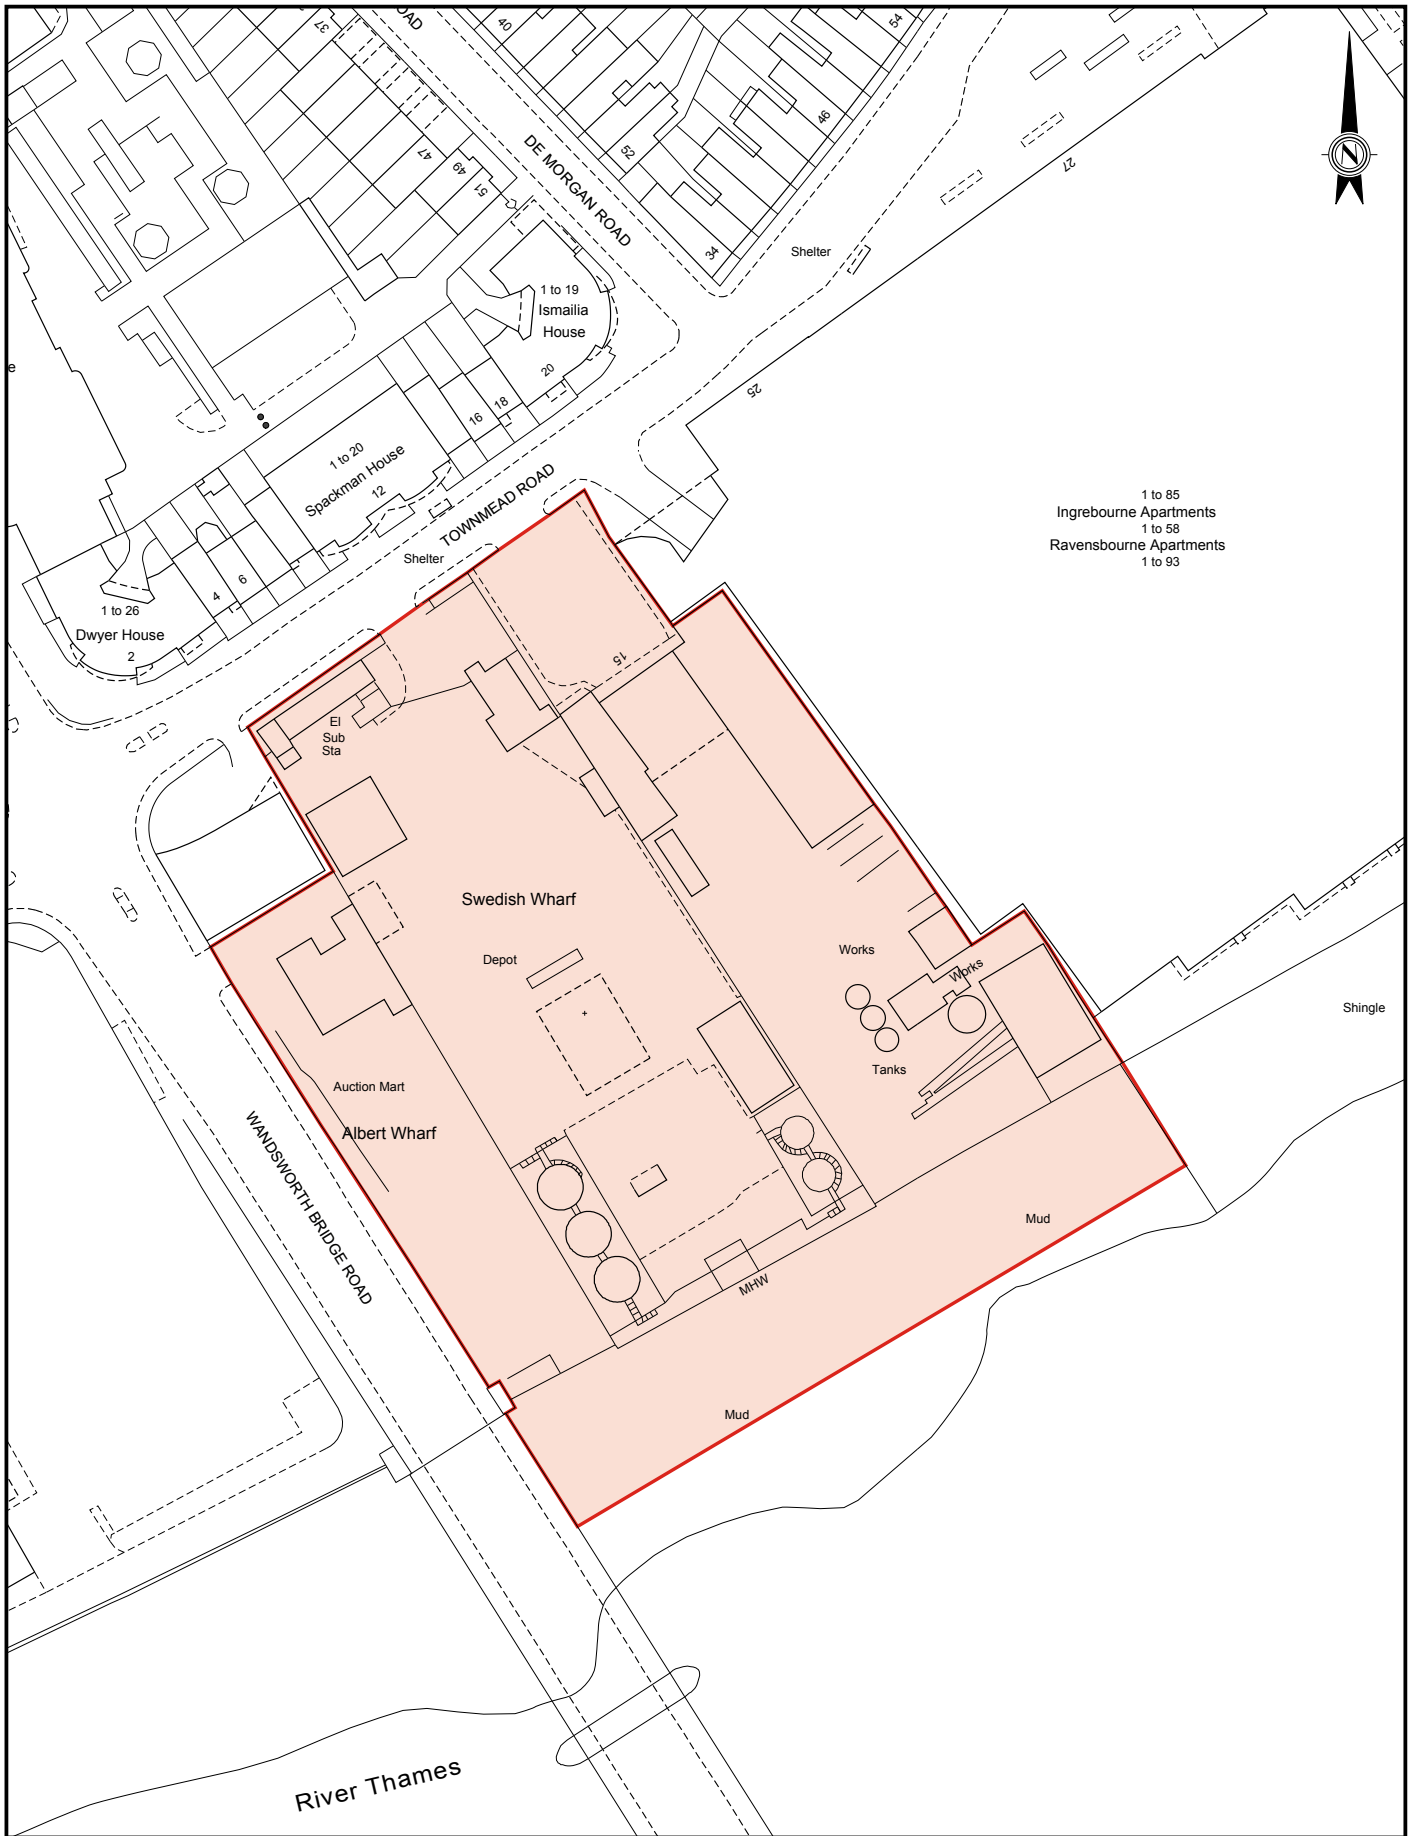 37
OAD
40
54
DE MORGAN ROAD
47
49
51
52
46
34
27
N
Shelter
1 to 19
Ismailia
House
20
25
e
16
18
1 to 20
Spackman House
12
TOWNMEAD ROAD
Shelter
1 to 85
Ingrebourne Apartments
1 to 58
Ravensbourne Apartments
1 to 93
4
6
1 to 26
Dwyer House
2
15
El
Sub
Sta
Swedish Wharf
Depot
Works
Works
Shingle
Tanks
Auction Mart
Albert Wharf
WANDSWORTH BRIDGE ROAD
Mud
MHW
Mud
River Thames